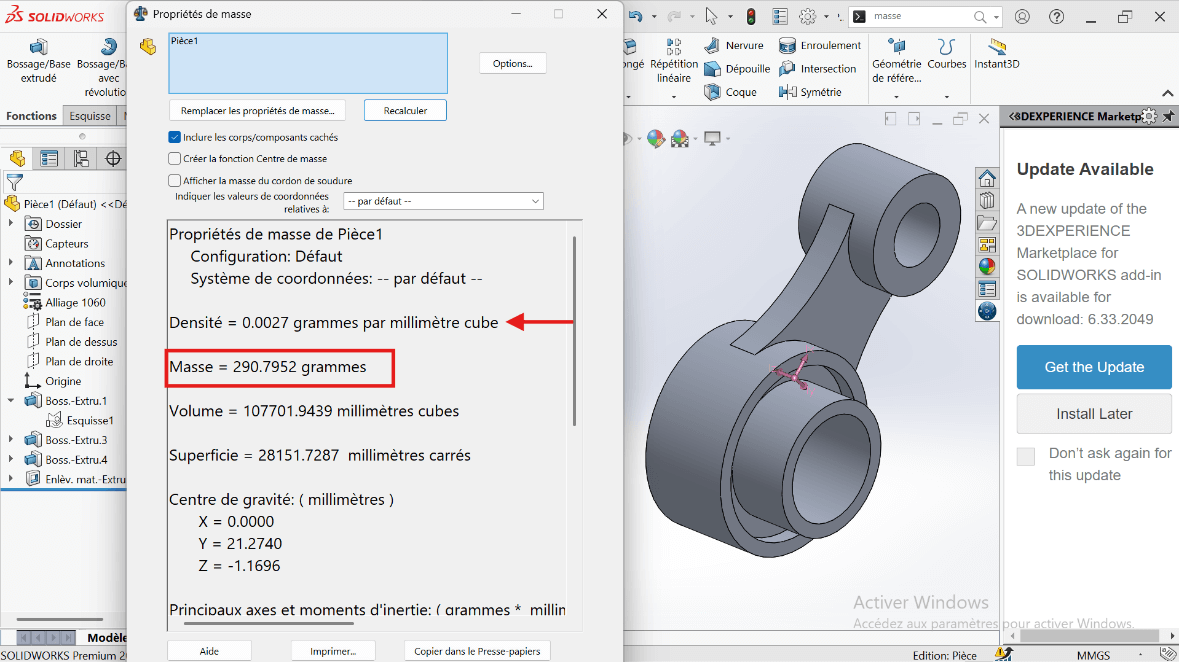 SOLIDWORKS
Propriétés de masse
masse
Bossage/Base
extrudé
Bossage/Ba
avec
révolutio
Fonctions
Esquisse
Répétition
linéaire
Nervure
Dépouille
Coque
Enroulement
Intersection
Symétrie
Géométrie
de référe...
Courbes
Instant3D
Pièce1
Options...
Remplacer les propriétés de masse...
Recalculer
Inclure les corps/composants cachés
Créer la fonction Centre de masse
Afficher la masse du cordon de soudure
Indiquer les valeurs de coordonnées
relatives à:
-- par défaut --
Propriétés de masse de Pièce1
Configuration: Défaut
Système de coordonnées: -- par défaut --
Densité = 0.0027 grammes par millimètre cube
Masse = 290.7952 grammes
Volume = 107701.9439 millimètres cubes
Superficie = 28151.7287 millimètres carrés
Centre de gravité: ( millimètres )
X = 0.0000
Y = 21.2740
Z = -1.1696
Principaux axes et moments d'inertie: ( grammes * millin
Aide
Imprimer...
Copier dans le Presse-papiers
Pièce1 (Défaut) <<Dé
Dossier
Capteurs
Annotations
Corps volumique
Alliage 1060
Plan de face
Plan de dessus
Plan de droite
Origine
Boss.-Extru.1
Esquisse1
Boss.-Extru.3
Boss.-Extru.4
Enlèv. mat.-Extru
Modèle
SOLIDWORKS Premium 20
3DEXPERIENCE Marketp
Update Available
A new update of the
3DEXPERIENCE
Marketplace for
SOLIDWORKS add-in
is available for
download: 6.33.2049
Get the Update
Install Later
Don't ask again for
this update
Activer Windows
Accédez aux paramètres pour activer Windows.
Edition: Pièce
MMGS